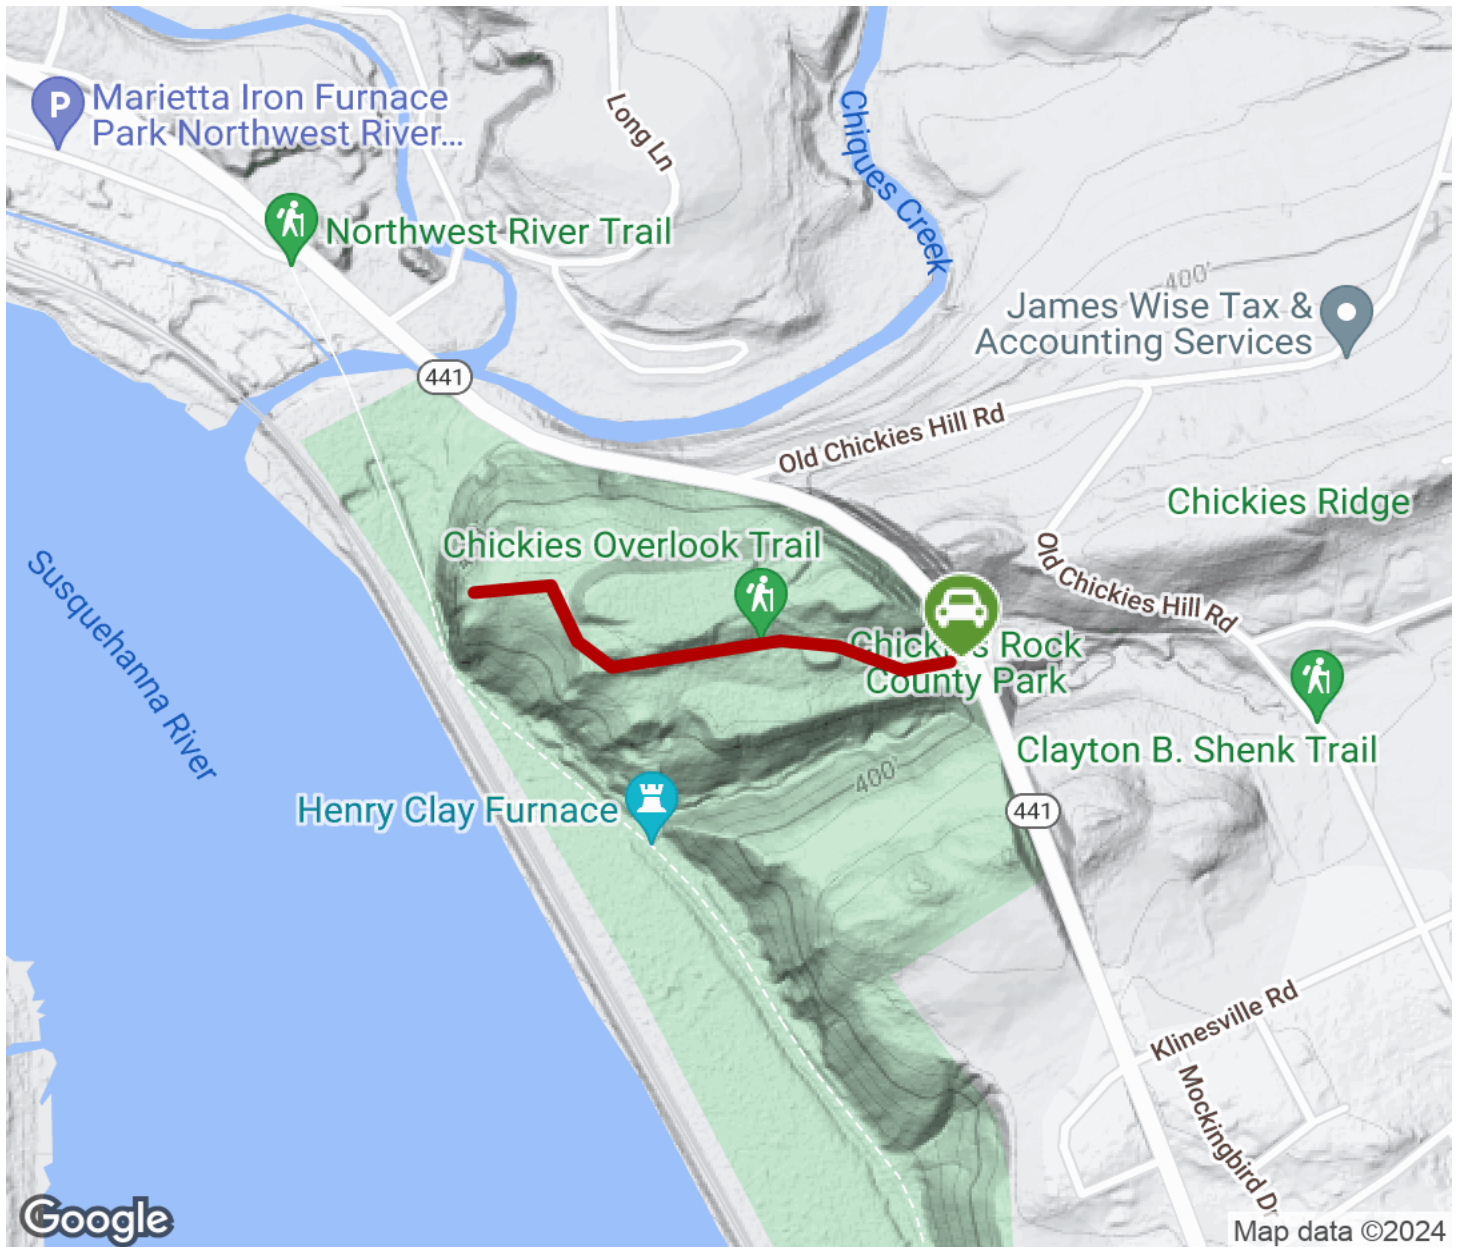 Marietta Iron Furnace
Park Northwest River...
P
Long Ln
Chiques Creek
Northwest River Trail
400'
James Wise Tax &
Accounting Services
441
Old Chickies Hill Rd
Chickies Ridge
Chickies Overlook Trail
Old Chickies Hill Rd
Susquehanna River
Chickies Rock
County Park
Clayton B. Shenk Trail
400'
Henry Clay Furnace
441
Klinesville Rd
Mockingbird Dr
Google
Map data ©2024